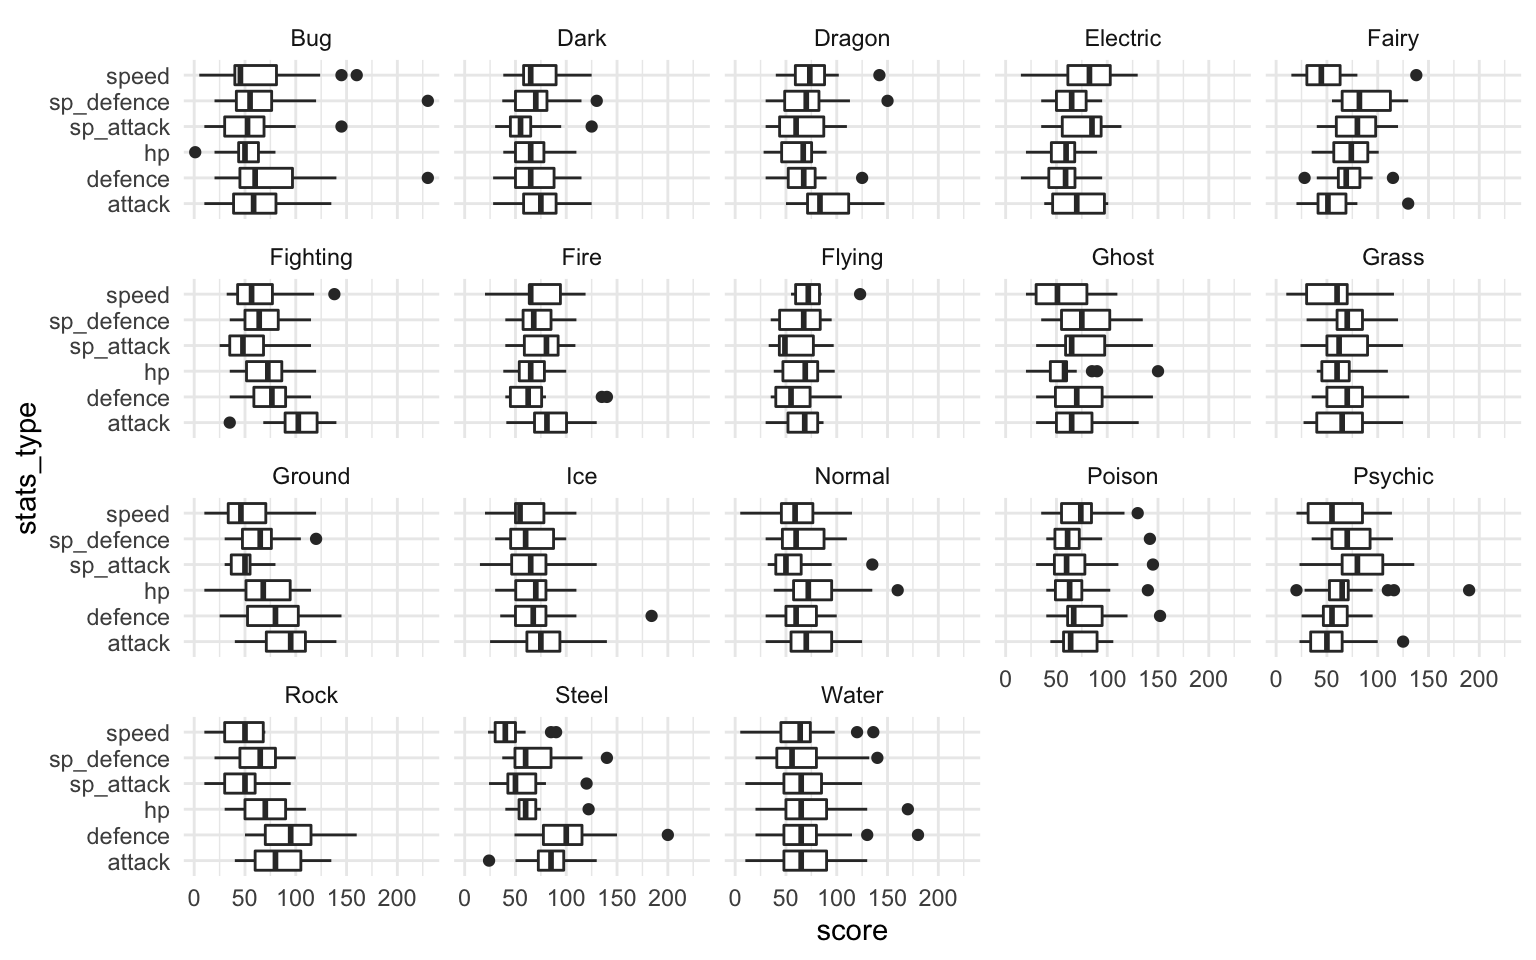 Bug Dark Dragon Electric Fairy
speed
sp_defence
sp_attack
hp
defence
attack
Fighting Fire Flying Ghost Grass
speed
sp_defence
sp_attack
hp
defence
attack
stats_type
Ground Ice Normal Poison Psychic
speed
sp_defence
sp_attack
hp
defence
attack
0 50 100 150 200 0 50 100 150 200
Rock Steel Water
speed
sp_defence
sp_attack
hp
defence
attack
0 50 100 150 200 0 50 100 150 200 0 50 100 150 200
score